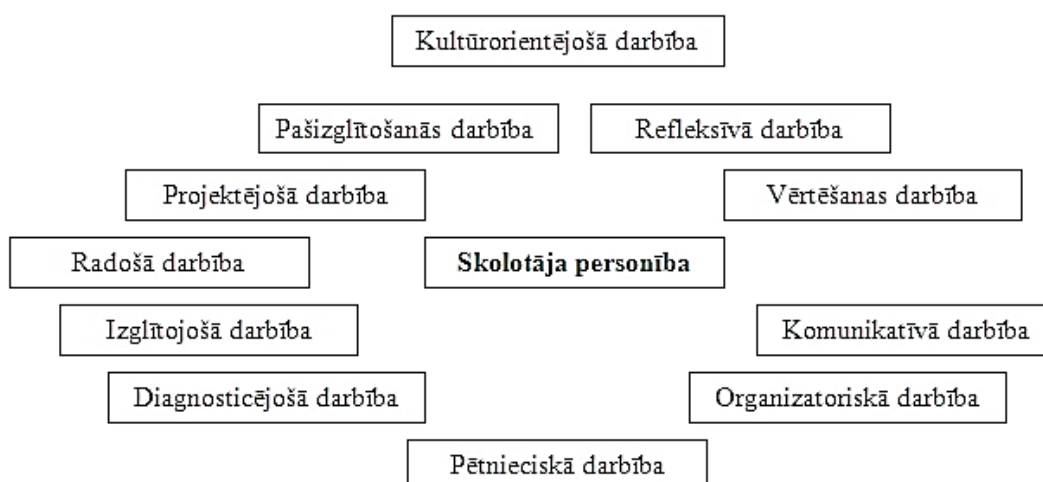 Kultūrorientējošā darbība
Pašizglītošanās darbība
Refleksīvā darbība
Projektējošā darbība
Vērtēšanas darbība
Radošā darbība
Skolotāja personība
Izglītojošā darbība
Komunikatīvā darbība
Diagnosticējošā darbība
Organizatoriskā darbība
Pētnieciskā darbība